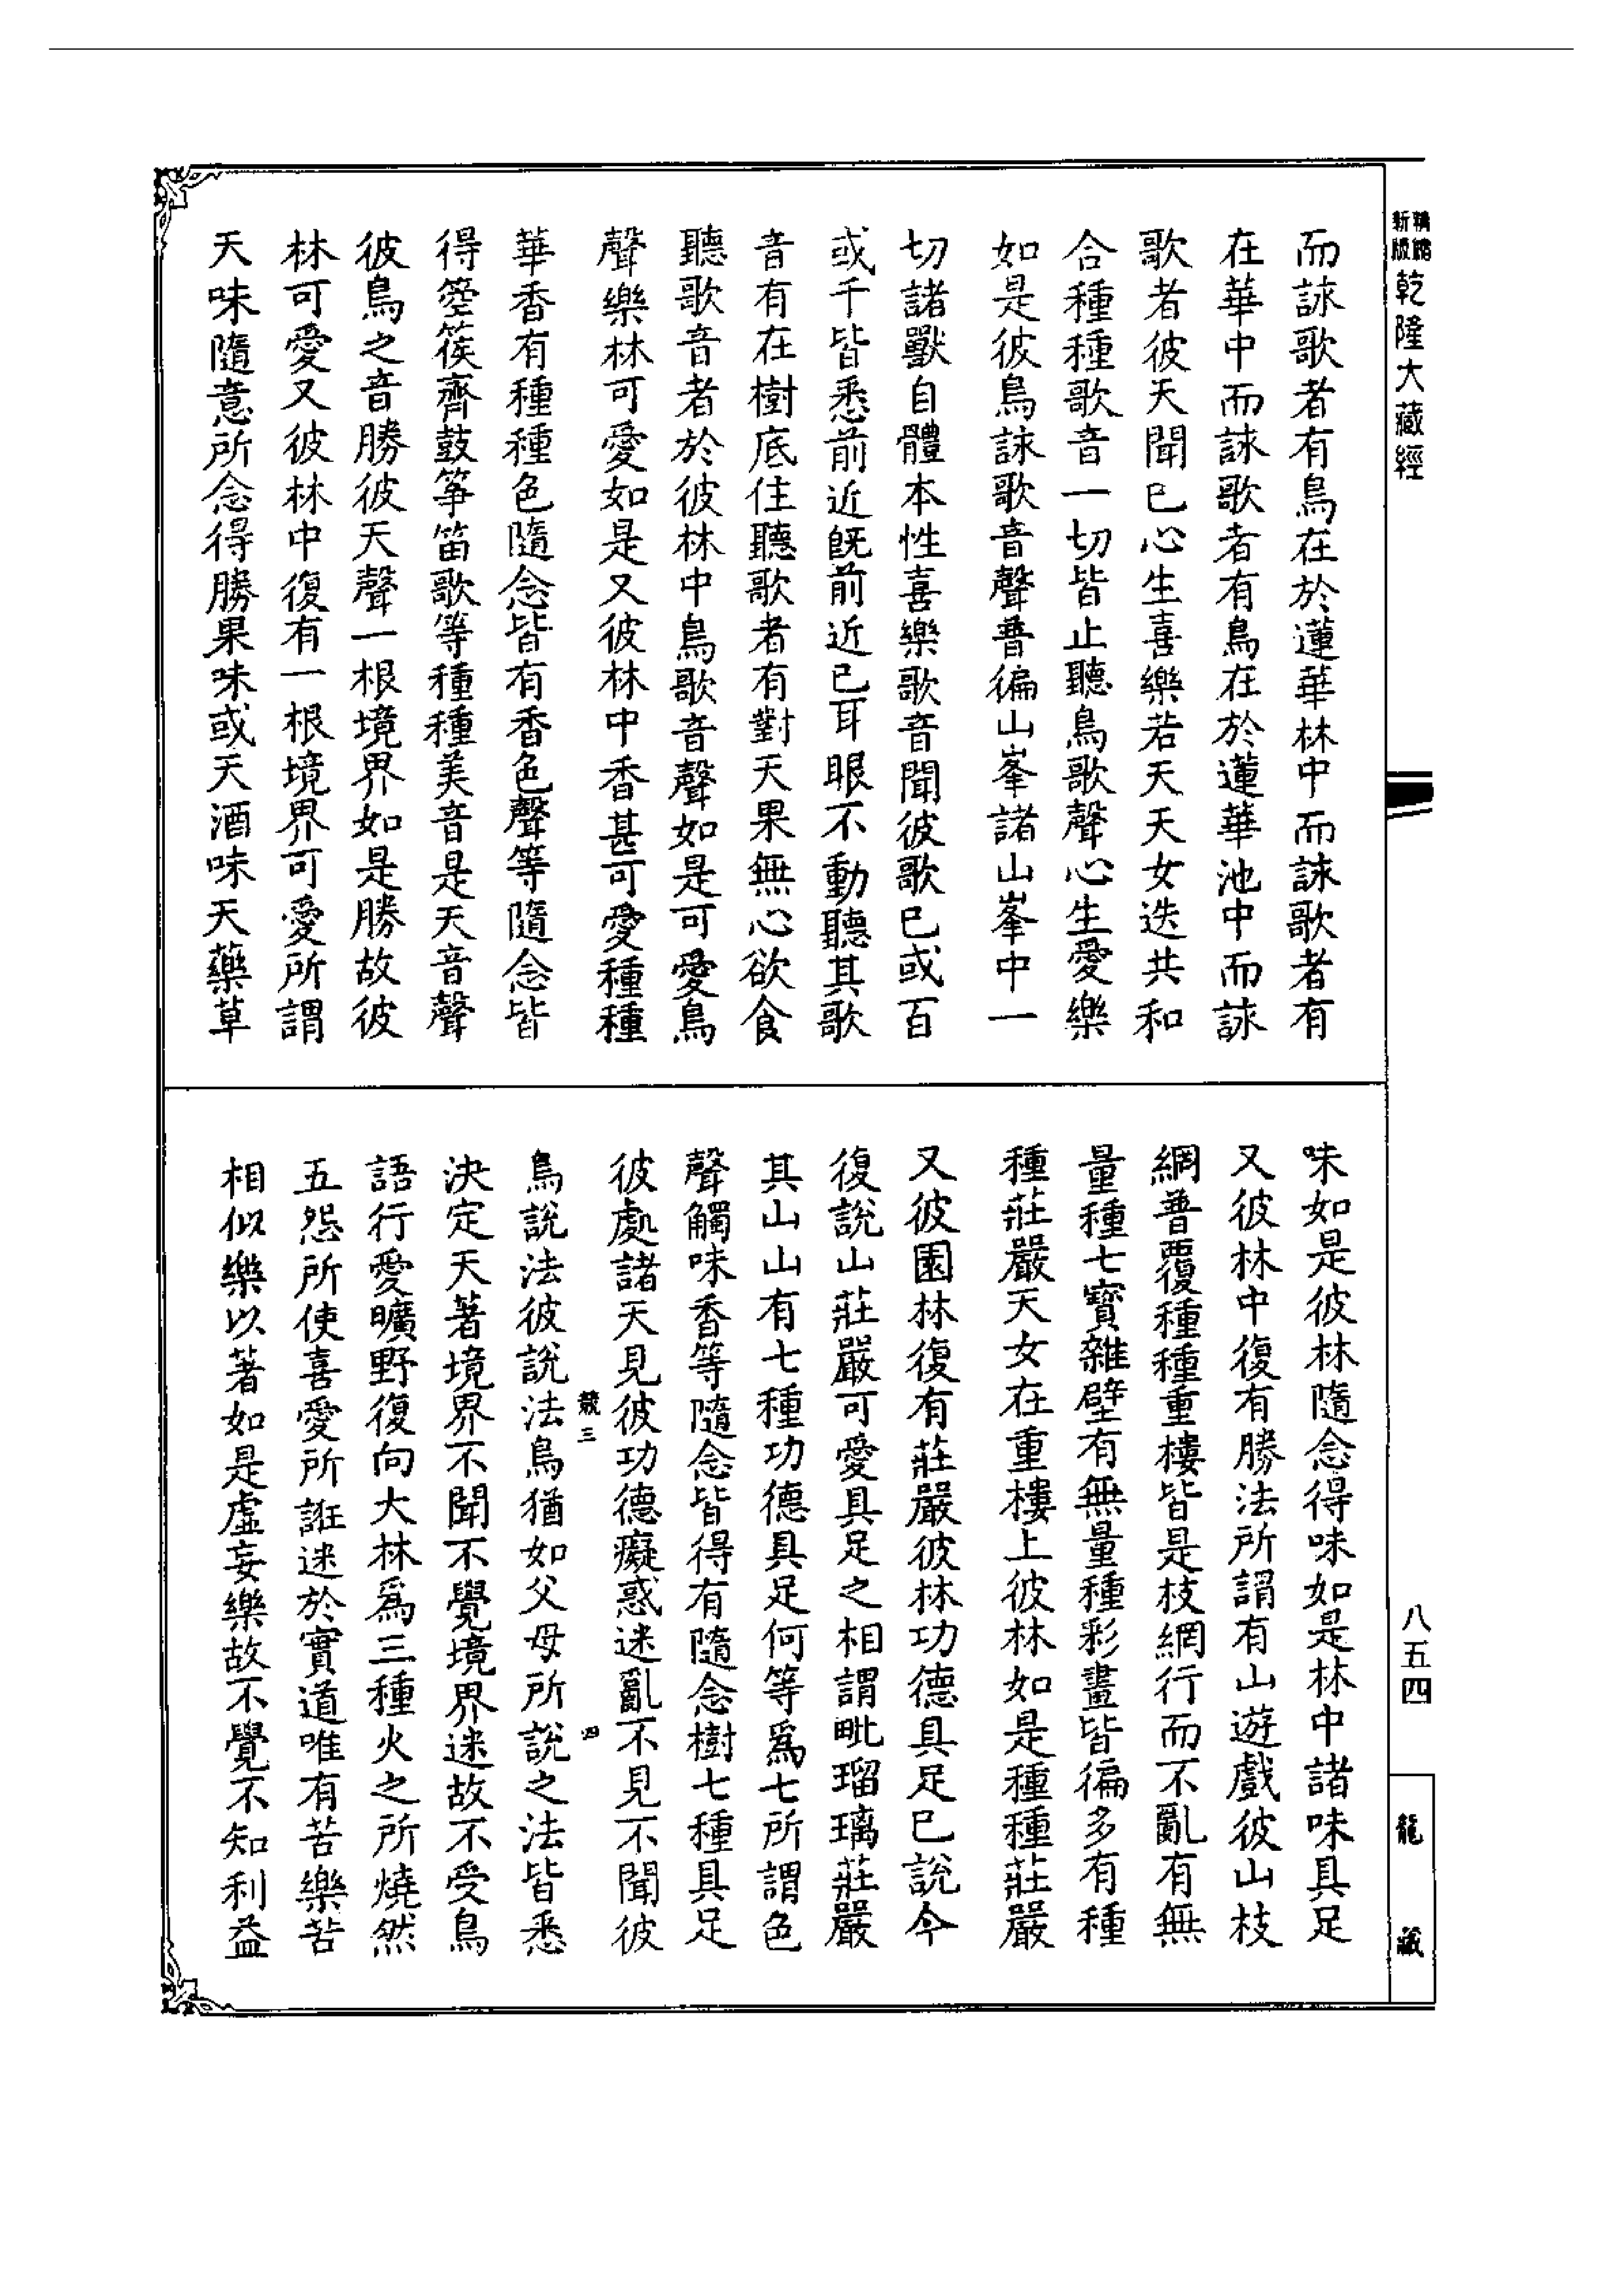 新版
精縮
乾隆大藏經
八五四
龍藏
而詠歌者有鳥在於蓮華林中而詠歌者有
在華中而詠歌者有鳥在於蓮華池中而詠
歌者彼天聞已心生喜樂若天天女迭共和
合種種歌音一切皆止聽鳥歌聲心生愛樂
如是彼鳥詠歌音聲普徧山峯諸山峯中一
切諸獸自體本性喜樂歌音聞彼歌已或百
或千皆悉前近旣前近已耳眼不動聽其歌
音有在樹底住聽歌者有對天果無心欲食
聽歌音者於彼林中鳥歌音聲如是可愛鳥
聲樂林可愛如是又彼林中香甚可愛種種
華香有種種色隨念皆有香色聲等隨念皆
得箜篌齊鼓箏笛歌等種種美音是天音聲
彼鳥之音勝彼天聲一根境界如是勝故彼
林可愛又彼林中復有一根境界可愛所謂
天味隨意所念得勝果味或天酒味天藥草
味如是彼林隨念得味如是林中諸味具足
又彼林中復有勝法所謂有山遊戲彼山枝
網普覆種種重樓皆是枝網行而不亂有無
量種七寶雜壁有無量種彩畫皆徧多有種
種莊嚴天女在重樓上彼林如是種種莊嚴
又彼園林復有莊嚴彼林功德具足已說今
復說山莊嚴可愛具足之相謂毗瑠璃莊嚴
其山山有七種功德具足何等爲七所謂色
聲觸味香等隨念皆得有隨念樹七種具足
彼處諸天見彼功德癡惑迷亂不見不聞彼
兢三
四
鳥說法彼說法鳥猶如父母所說之法皆悉
決定天著境界不聞不覺境界迷故不受鳥
語行愛曠野復向大林爲三種火之所燒然
五怨所使喜愛所誑迷於實道唯有苦樂苦
相似樂以著如是虛妄樂故不覺不知利益